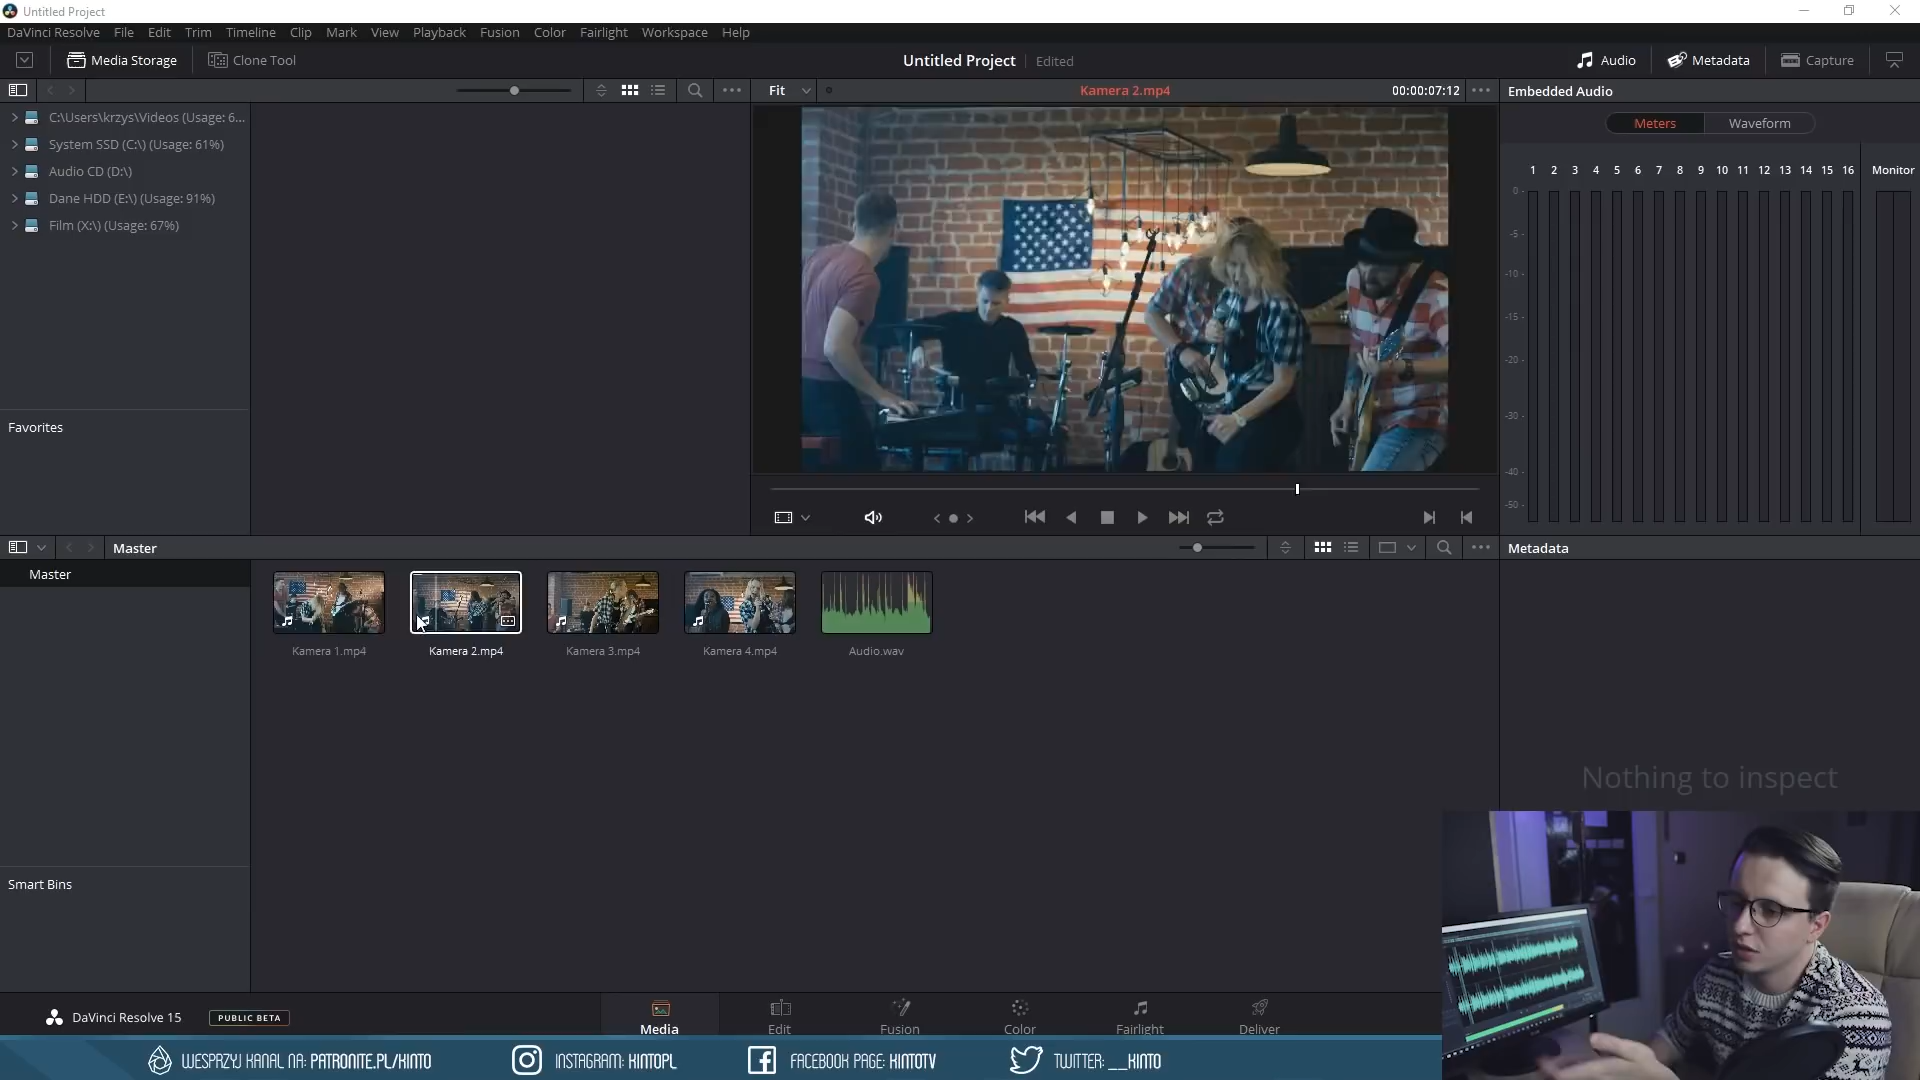 Untitled Project
DaVinci Resolve File Edit Trim Timeline Clip Mark View Playback Fusion Color Fairlight Workspace Help
Media Storage Clone Tool Untitled Project Edited Audio Metadata Capture
Fit Kamera 2.mp4 00:00:07:12 Embedded Audio
C:\Users\krzys\Videos (Usage: 6...
System SSD (C:\) (Usage: 61%)
Audio CD (D:\)
Dane HDD (E:\) (Usage: 91%)
Film (X:\) (Usage: 67%)
Meters Waveform
1 2 3 4 5 6 7 8 9 10 11 12 13 14 15 16 Monitor
0
-5
-10
-15
-20
-30
-40
-50
Favorites
Master Metadata
Master
Kamera 1.mp4 Kamera 2.mp4 Kamera 3.mp4 Kamera 4.mp4 Audio.wav
Nothing to inspect
Smart Bins
DaVinci Resolve 15 PUBLIC BETA
Media Edit Fusion Color Fairlight Deliver
WESPRZYJ KANAŁ NA: PATRONITE.PL/KINTO INSTAGRAM: KINTOPL FACEBOOK PAGE: KINTOTV TWITTER: __KINTO